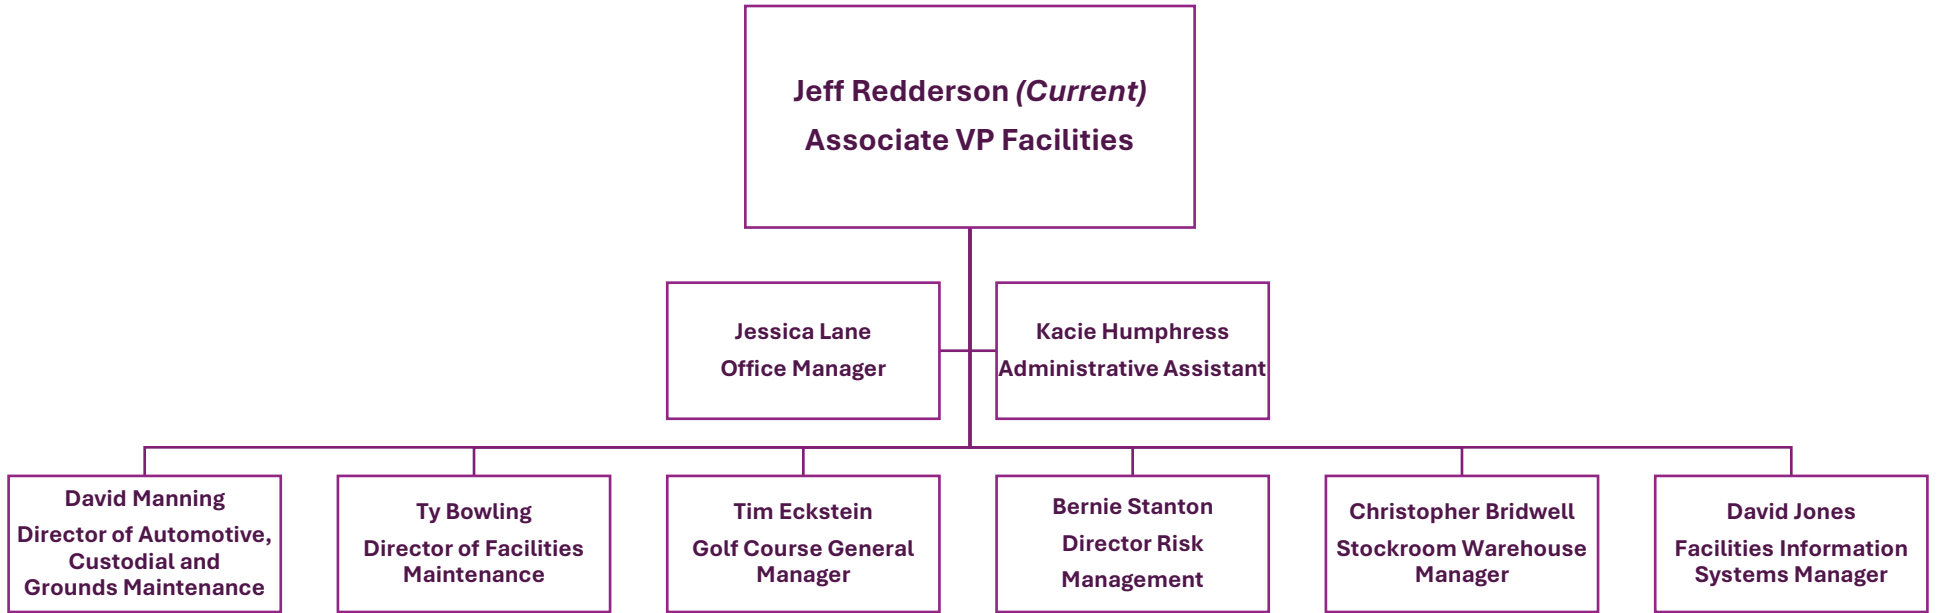 Jeff Redderson (Current)
Associate VP Facilities
Jessica Lane
Office Manager
Kacie Humphress
Administrative Assistant
David Manning
Director of Automotive,
Custodial and
Grounds Maintenance
Ty Bowling
Director of Facilities
Maintenance
Tim Eckstein
Golf Course General
Manager
Bernie Stanton
Director Risk
Management
Christopher Bridwell
Stockroom Warehouse
Manager
David Jones
Facilities Information
Systems Manager